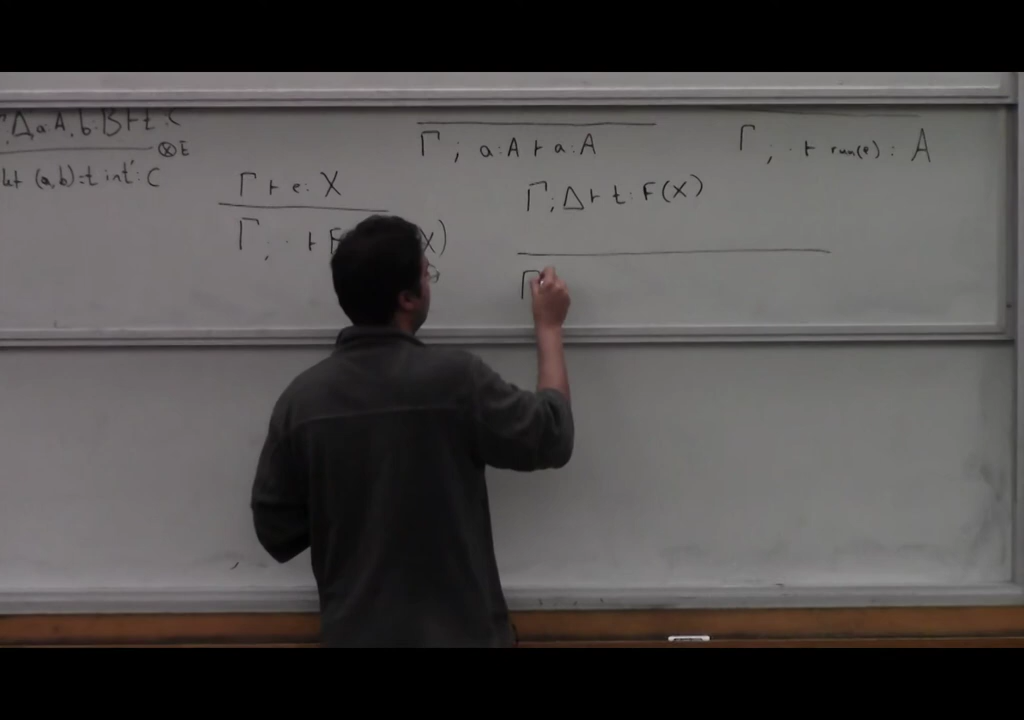 Δ, a:A, b:B ⊢ t : C
⊗E
let (a,b)=t in t' : C
Γ; a:A ⊢ a:A
Γ; · ⊢ run(e) : A
Γ ⊢ e : X
Γ; · ⊢ F X)
Γ; Δ ⊢ t : F(X)
Γ